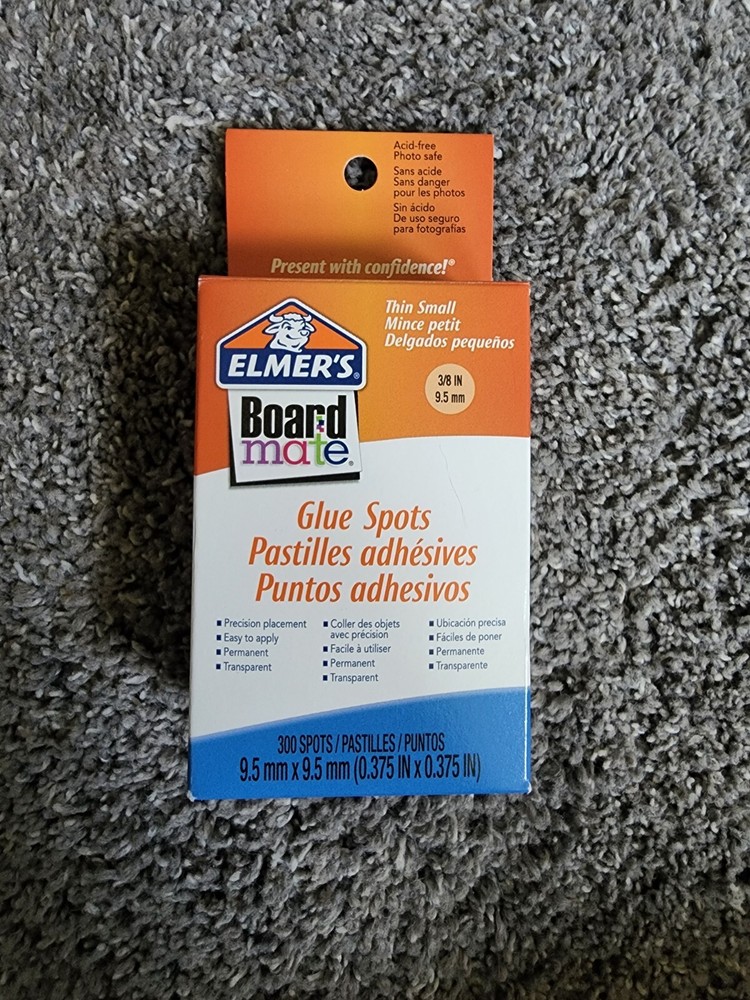 Acid-free
Photo safe
Sans acide
Sans danger
pour les photos
Sin ácido
De uso seguro
para fotografías
Present with confidence!®
Thin Small
Mince petit
Delgados pequeños
ELMER'S®
3/8 IN
9.5 mm
Board
mate®
Glue Spots
Pastilles adhésives
Puntos adhesivos
▪ Precision placement
▪ Easy to apply
▪ Permanent
▪ Transparent
▪ Coller des objets
avec précision
▪ Facile à utiliser
▪ Permanent
▪ Transparent
▪ Ubicación precisa
▪ Fáciles de poner
▪ Permanente
▪ Transparente
300 SPOTS / PASTILLES / PUNTOS
9.5 mm x 9.5 mm (0.375 IN x 0.375 IN)